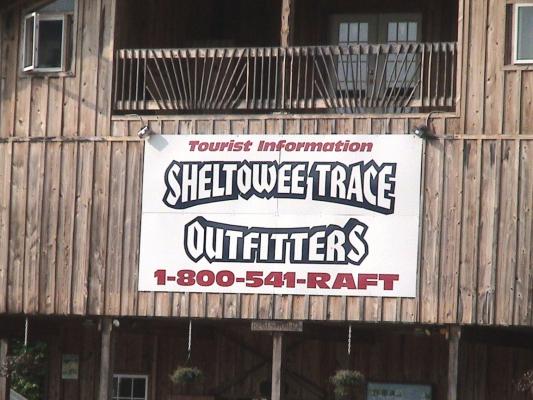 Tourist Information
SHELTOWEE TRACE
OUTFITTERS
1-800-541-RAFT